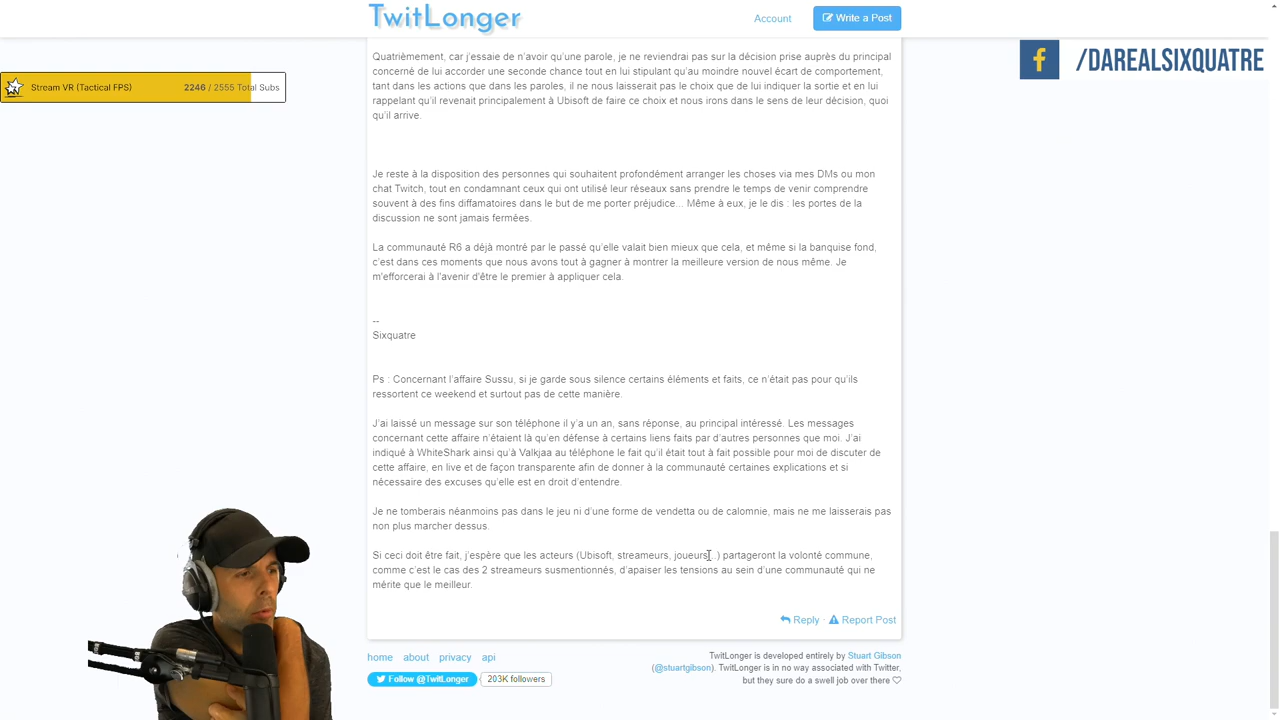 TwitLonger
Account
Write a Post
/DAREALSIXQUATRE
Stream VR (Tactical FPS)
2246 / 2555 Total Subs
Quatrièmement, car j'essaie de n'avoir qu'une parole, je ne reviendrai pas sur la décision prise auprès du principal
concerné de lui accorder une seconde chance tout en lui stipulant qu'au moindre nouvel écart de comportement,
tant dans les actions que dans les paroles, il ne nous laisserait pas le choix que de lui indiquer la sortie et en lui
rappelant qu'il revenait principalement à Ubisoft de faire ce choix et nous irons dans le sens de leur décision, quoi
qu'il arrive.
Je reste à la disposition des personnes qui souhaitent profondément arranger les choses via mes DMs ou mon
chat Twitch, tout en condamnant ceux qui ont utilisé leur réseaux sans prendre le temps de venir comprendre
souvent à des fins diffamatoires dans le but de me porter préjudice... Même à eux, je le dis : les portes de la
discussion ne sont jamais fermées.
La communauté R6 a déjà montré par le passé qu'elle valait bien mieux que cela, et même si la banquise fond,
c'est dans ces moments que nous avons tout à gagner à montrer la meilleure version de nous même. Je
m'efforcerai à l'avenir d'être le premier à appliquer cela.
--
Sixquatre
Ps : Concernant l'affaire Sussu, si je garde sous silence certains éléments et faits, ce n'était pas pour qu'ils
ressortent ce weekend et surtout pas de cette manière.
J'ai laissé un message sur son téléphone il y'a un an, sans réponse, au principal intéressé. Les messages
concernant cette affaire n'étaient là qu'en défense à certains liens faits par d'autres personnes que moi. J'ai
indiqué à WhiteShark ainsi qu'à Valkjaa au téléphone le fait qu'il était tout à fait possible pour moi de discuter de
cette affaire, en live et de façon transparente afin de donner à la communauté certaines explications et si
nécessaire des excuses qu'elle est en droit d'entendre.
Je ne tomberais néanmoins pas dans le jeu ni d'une forme de vendetta ou de calomnie, mais ne me laisserais pas
non plus marcher dessus.
Si ceci doit être fait, j'espère que les acteurs (Ubisoft, streameurs, joueurs...) partageront la volonté commune,
comme c'est le cas des 2 streameurs susmentionnés, d'apaiser les tensions au sein d'une communauté qui ne
mérite que le meilleur.
Reply · Report Post
home about privacy api
Follow @TwitLonger 203K followers
TwitLonger is developed entirely by Stuart Gibson
(@stuartgibson). TwitLonger is in no way associated with Twitter,
but they sure do a swell job over there